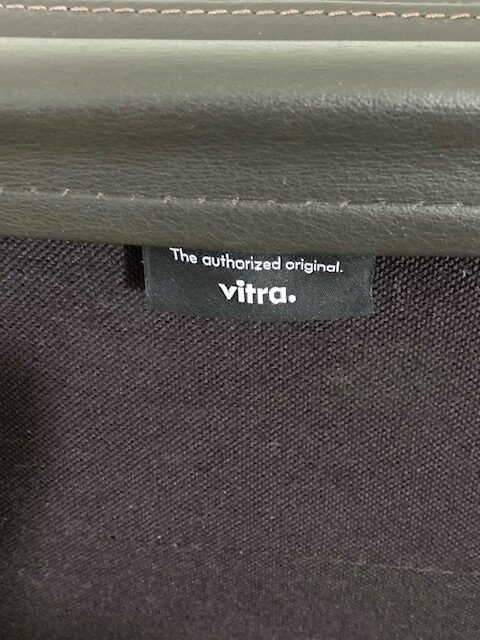 The authorized original.
vitra.